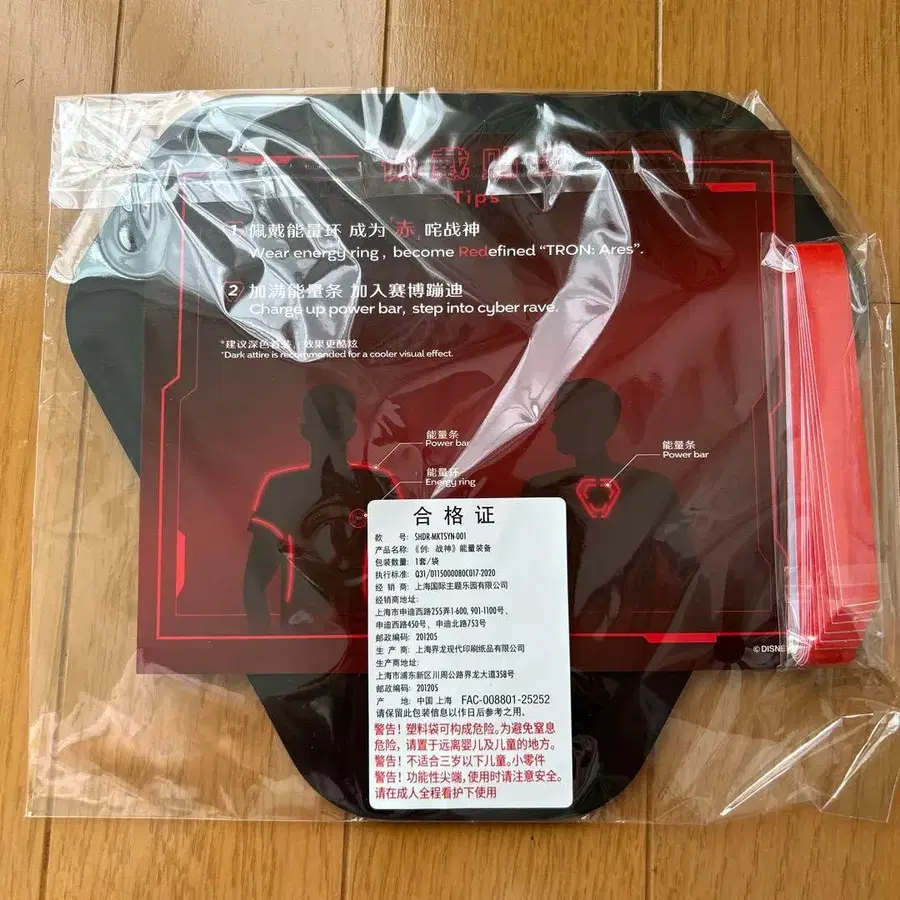 佩戴贴士
Tips
1 佩戴能量环 成为 赤 咤战神
Wear energy ring, become Redefined “TRON: Ares”.
2 加满能量条 加入赛博蹦迪
Charge up power bar, step into cyber rave.
*建议深色着装，效果更酷炫
*Dark attire is recommended for a cooler visual effect.
能量条
Power bar
能量环
Energy ring
能量条
Power bar
© DISNEY
合格证
款 号: SHDR-MKTSYN-001
产品名称: 《创：战神》能量装备
包装数量: 1套/袋
执行标准: Q31/0115000080C017-2020
经 销 商: 上海国际主题乐园有限公司
经销商地址:
上海市申迪西路255弄1-600, 901-1100号、
申迪西路450号、申迪北路753号
邮政编码: 201205
生 产 商: 上海界龙现代印刷纸品有限公司
生产商地址:
上海市浦东新区川周公路界龙大道358号
邮政编码: 201205
产 地: 中国 上海 FAC-008801-25252
请保留此包装信息以作日后参考之用。
警告！塑料袋可构成危险。为避免窒息
危险，请置于远离婴儿及儿童的地方。
警告！不适合三岁以下儿童。小零件
警告！功能性尖端，使用时请注意安全。
请在成人全程看护下使用